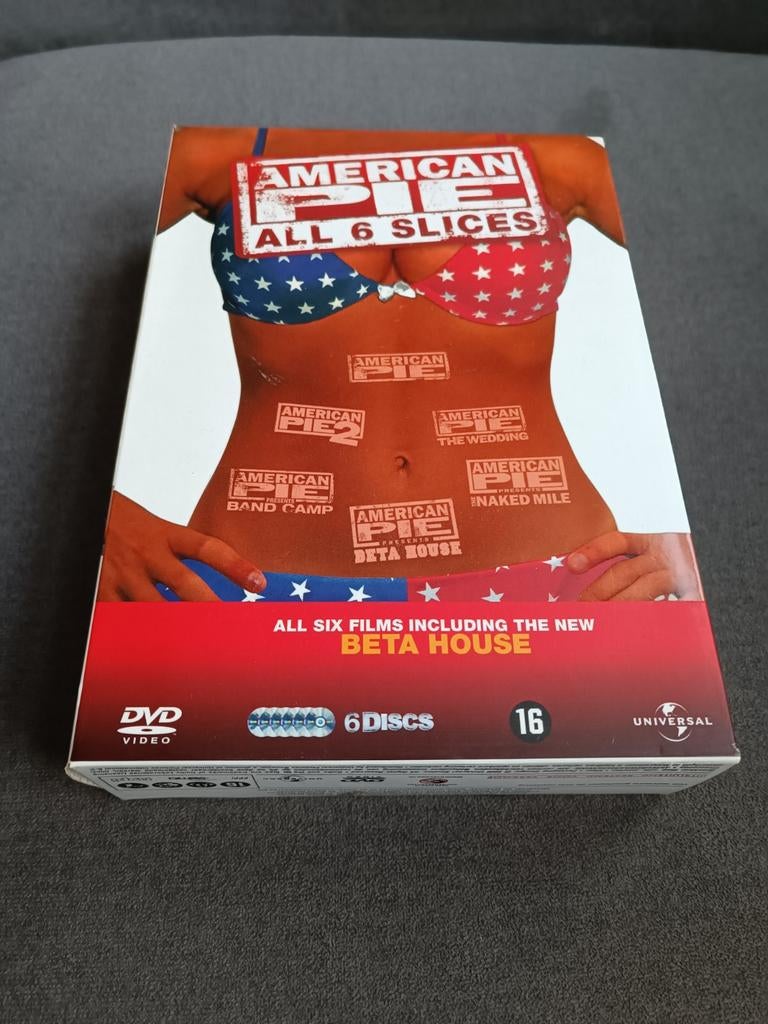 AMERICAN
PIE
ALL 6 SLICES
AMERICAN
PIE
AMERICAN
PIE 2
AMERICAN
PIE
THE WEDDING
AMERICAN
PIE
PRESENTS
BAND CAMP
AMERICAN
PIE
PRESENTS
THE NAKED MILE
AMERICAN
PIE
PRESENTS
BETA HOUSE
ALL SIX FILMS INCLUDING THE NEW
BETA HOUSE
DVD
VIDEO
6 DISCS
16
UNIVERSAL